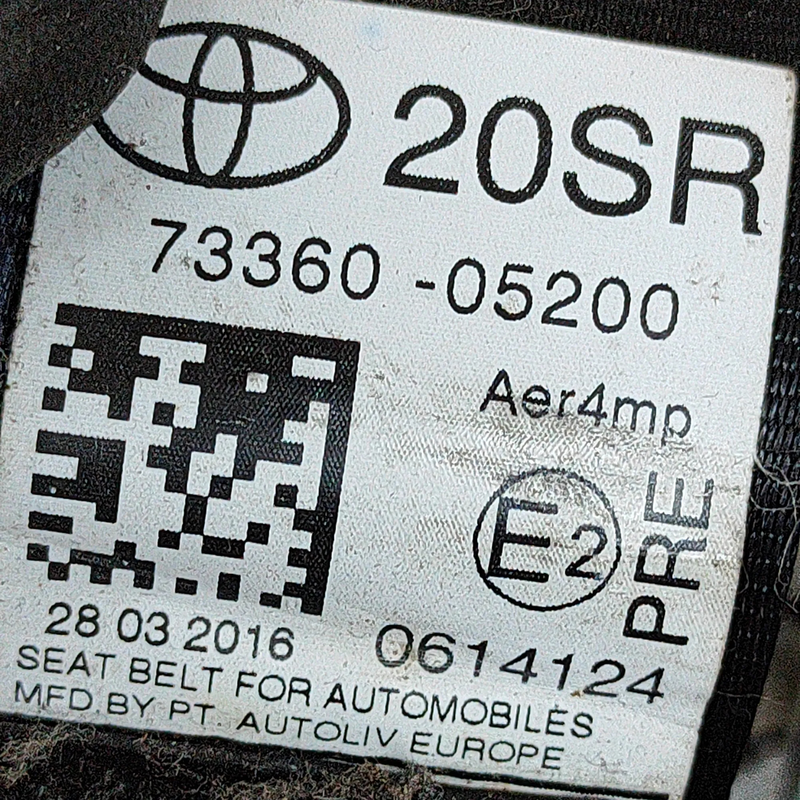 20SR
73360 -05200
Aer4mp
E2
PRE
28 03 2016
0614124
SEAT BELT FOR AUTOMOBILES
MFD.BY PT. AUTOLIV EUROPE